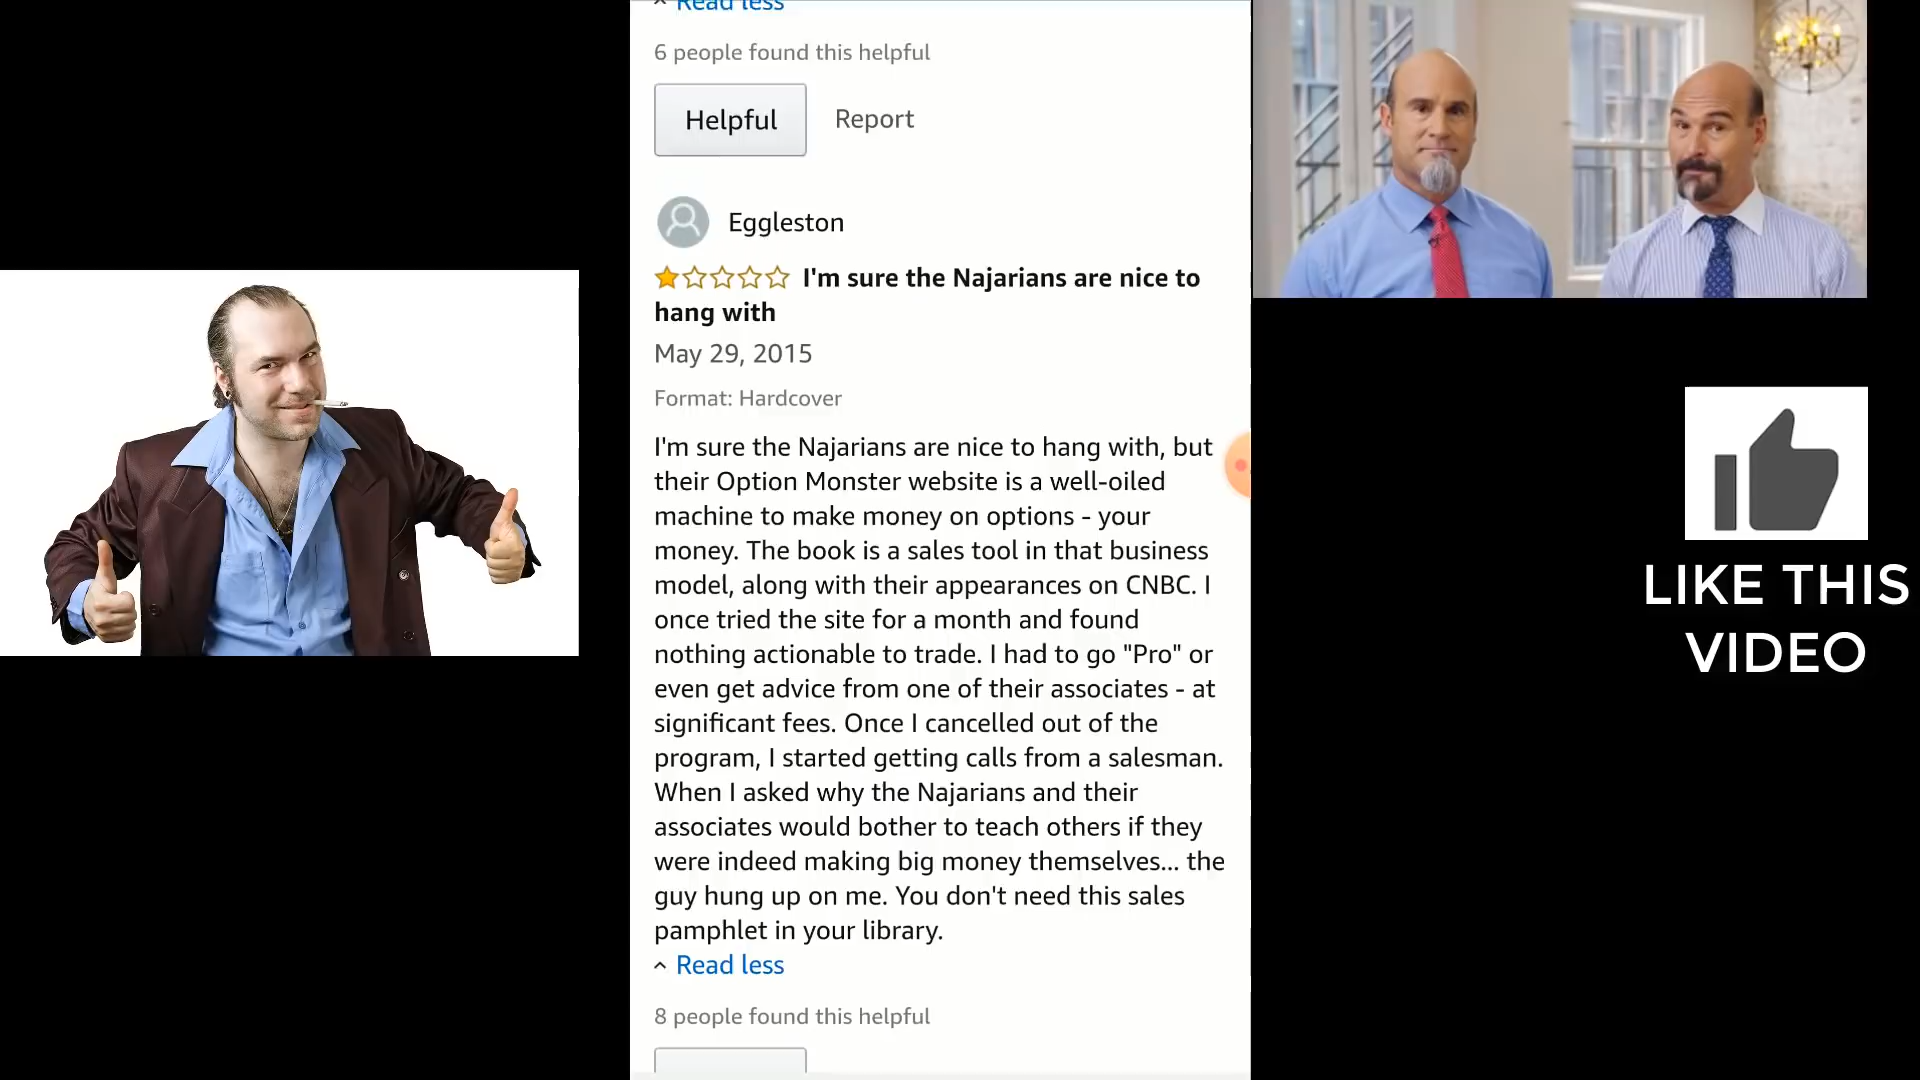 Read less
6 people found this helpful
Helpful
Report
Eggleston
I'm sure the Najarians are nice to
hang with
May 29, 2015
Format: Hardcover
I'm sure the Najarians are nice to hang with, but
their Option Monster website is a well-oiled
machine to make money on options - your
money. The book is a sales tool in that business
model, along with their appearances on CNBC. I
once tried the site for a month and found
nothing actionable to trade. I had to go "Pro" or
even get advice from one of their associates - at
significant fees. Once I cancelled out of the
program, I started getting calls from a salesman.
When I asked why the Najarians and their
associates would bother to teach others if they
were indeed making big money themselves... the
guy hung up on me. You don't need this sales
pamphlet in your library.
Read less
8 people found this helpful
LIKE THIS
VIDEO